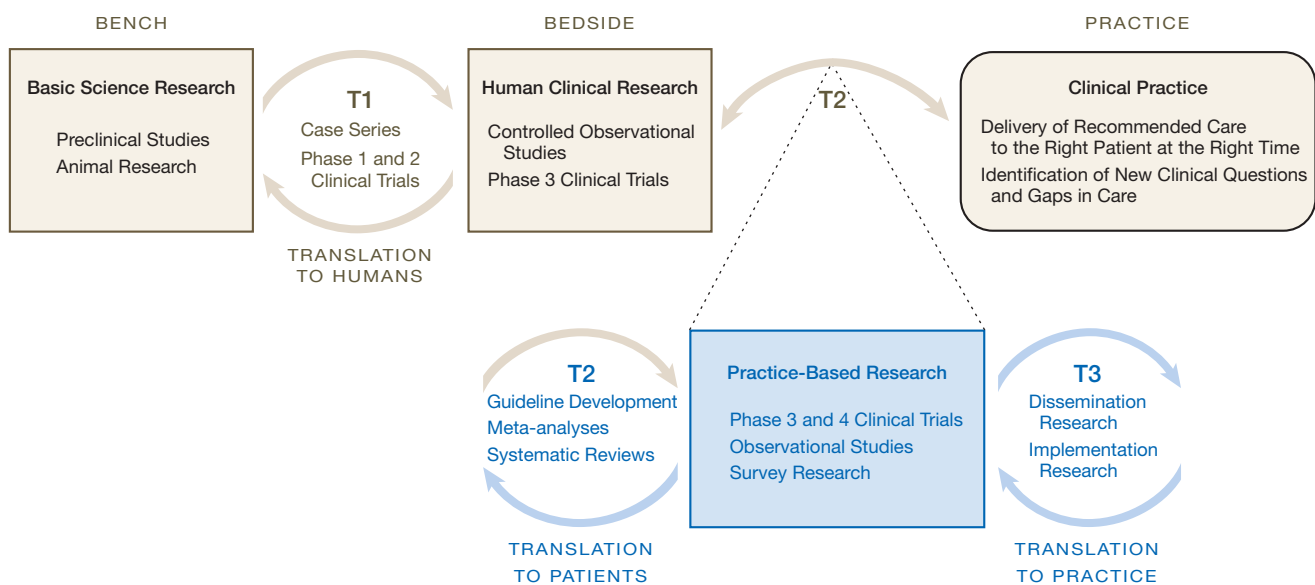 BENCH
BEDSIDE
PRACTICE
Basic Science Research
Preclinical Studies
Animal Research
T1
Case Series
Phase 1 and 2
Clinical Trials
TRANSLATION
TO HUMANS
Human Clinical Research
Controlled Observational
Studies
Phase 3 Clinical Trials
T2
Clinical Practice
Delivery of Recommended Care
to the Right Patient at the Right Time
Identification of New Clinical Questions
and Gaps in Care
T2
Guideline Development
Meta-analyses
Systematic Reviews
TRANSLATION
TO PATIENTS
Practice-Based Research
Phase 3 and 4 Clinical Trials
Observational Studies
Survey Research
T3
Dissemination
Research
Implementation
Research
TRANSLATION
TO PRACTICE